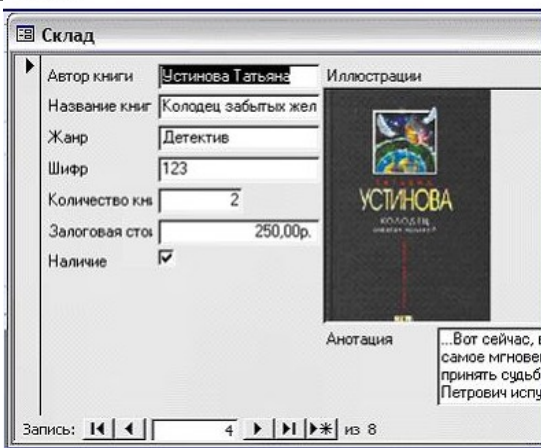 Склад
Автор книги Устинова Татьяна
Название книг Колодец забытых жел
Жанр Детектив
Шифр 123
Количество кни 2
Залоговая стои 250,00р.
Наличие
Иллюстрации
УСТИНОВА
КОЛОДЕЦ
Анотация
...Вот сейчас, в
самое мгновен
принять судьб
Петрович испу
Запись: 4 из 8